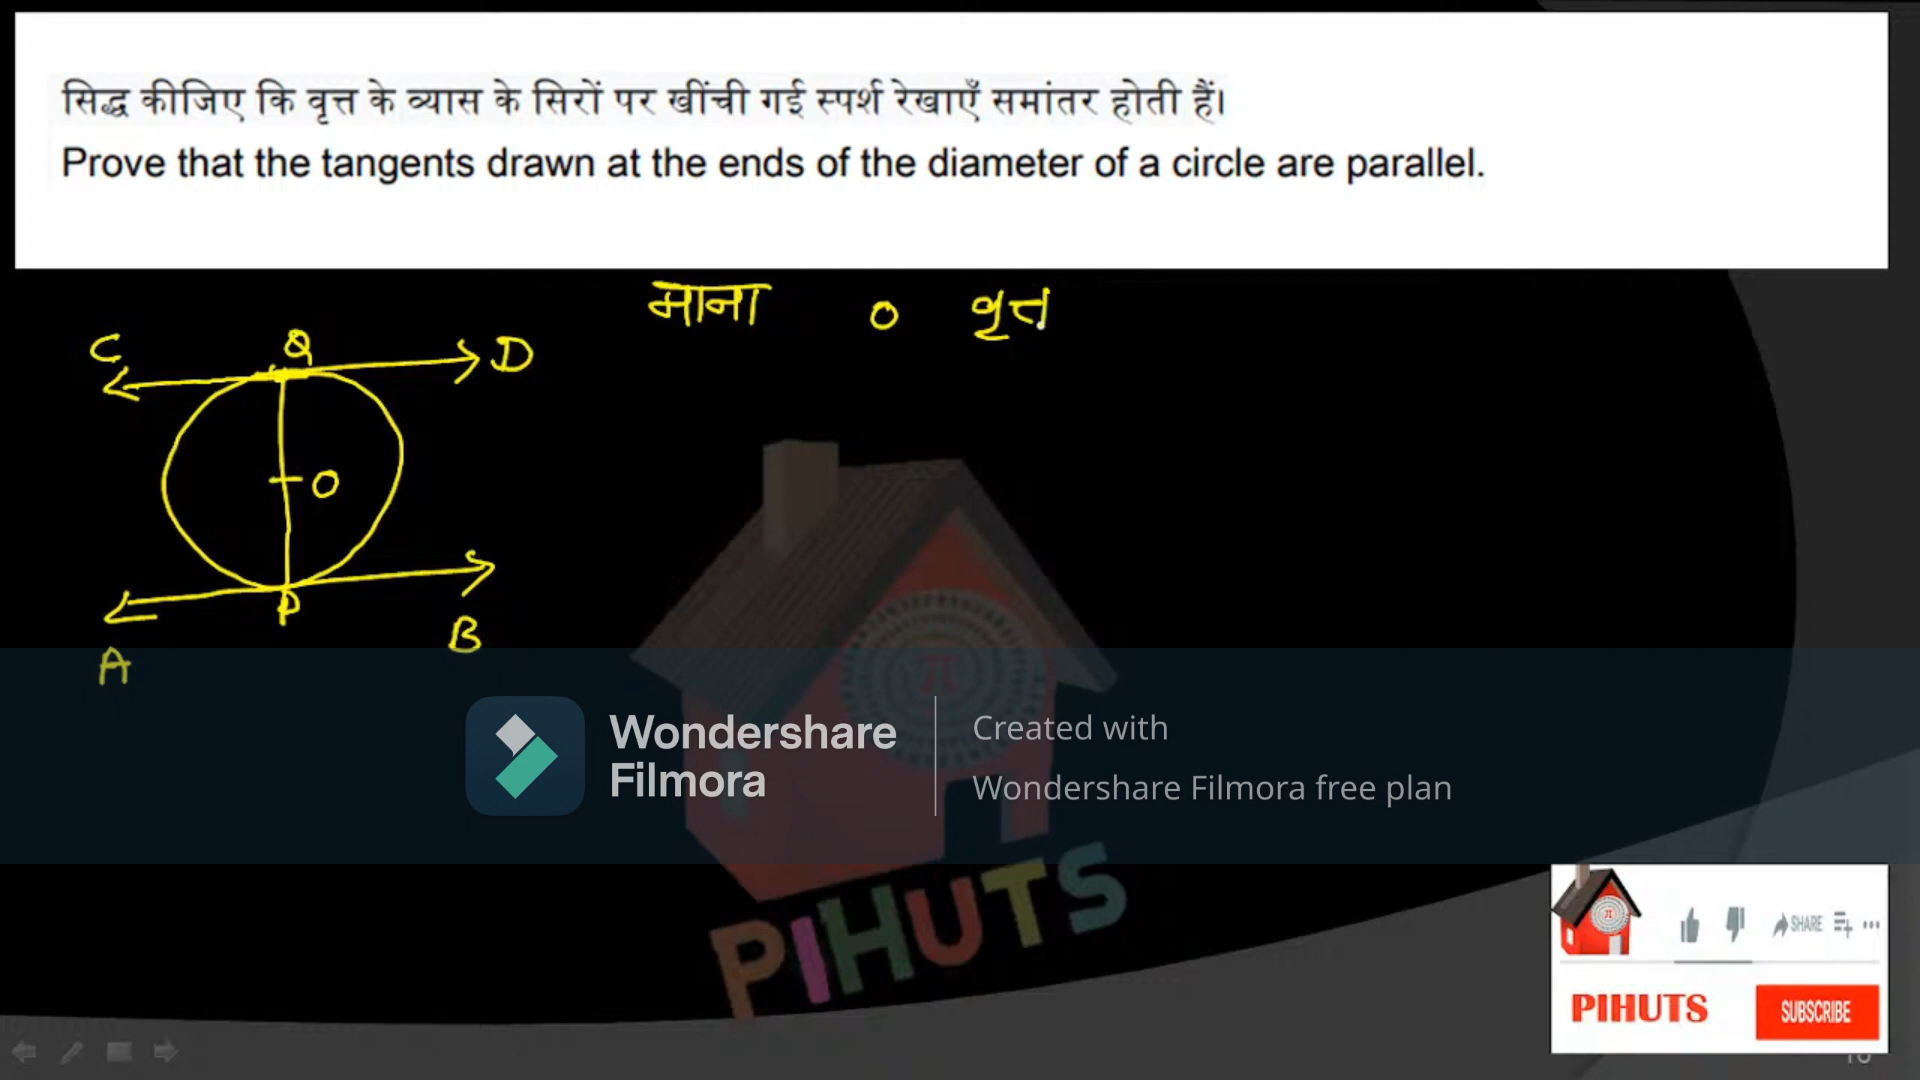 सिद्ध कीजिए कि वृत्त के व्यास के सिरों पर खींची गई स्पर्श रेखाएँ समांतर होती हैं।
Prove that the tangents drawn at the ends of the diameter of a circle are parallel.
माना O वृत्त
C Q D
O
P
A B
Wondershare
Filmora
Created with
Wondershare Filmora free plan
π
PIHUTS
π
SHARE
PIHUTS SUBSCRIBE